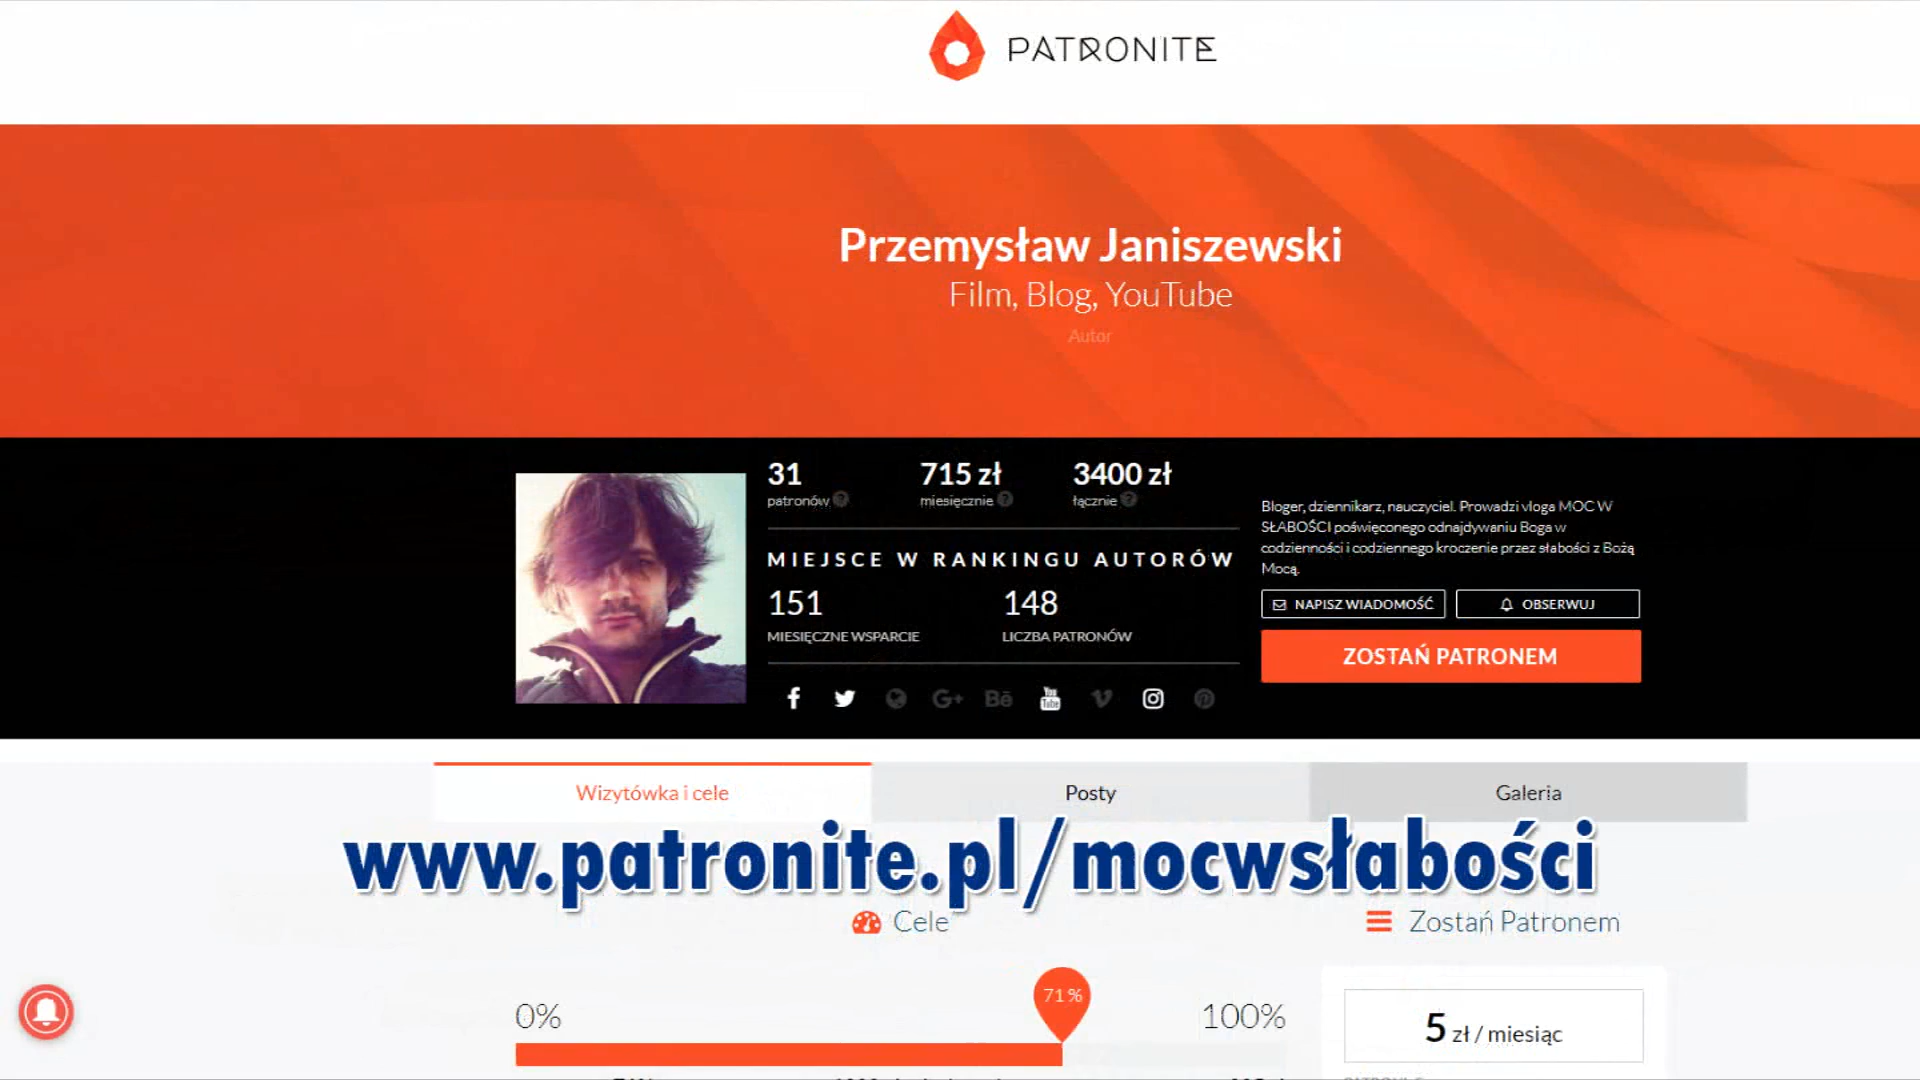 PATRONITE
Przemysław Janiszewski
Film, Blog, YouTube
Autor
31
patronów
715 zł
miesięcznie
3400 zł
łącznie
MIEJSCE W RANKINGU AUTORÓW
151
MIESIĘCZNE WSPARCIE
148
LICZBA PATRONÓW
Bloger, dziennikarz, nauczyciel. Prowadzi vloga MOC W
SŁABOŚCI poświęconego odnajdywaniu Boga w
codzienności i codziennego kroczenie przez słabości z Bożą
Mocą.
NAPISZ WIADOMOŚĆ
OBSERWUJ
ZOSTAŃ PATRONEM
Wizytówka i cele
Posty
Galeria
www.patronite.pl/mocwsłabości
Cele
Zostań Patronem
0%
71%
100%
5 zł / miesiąc